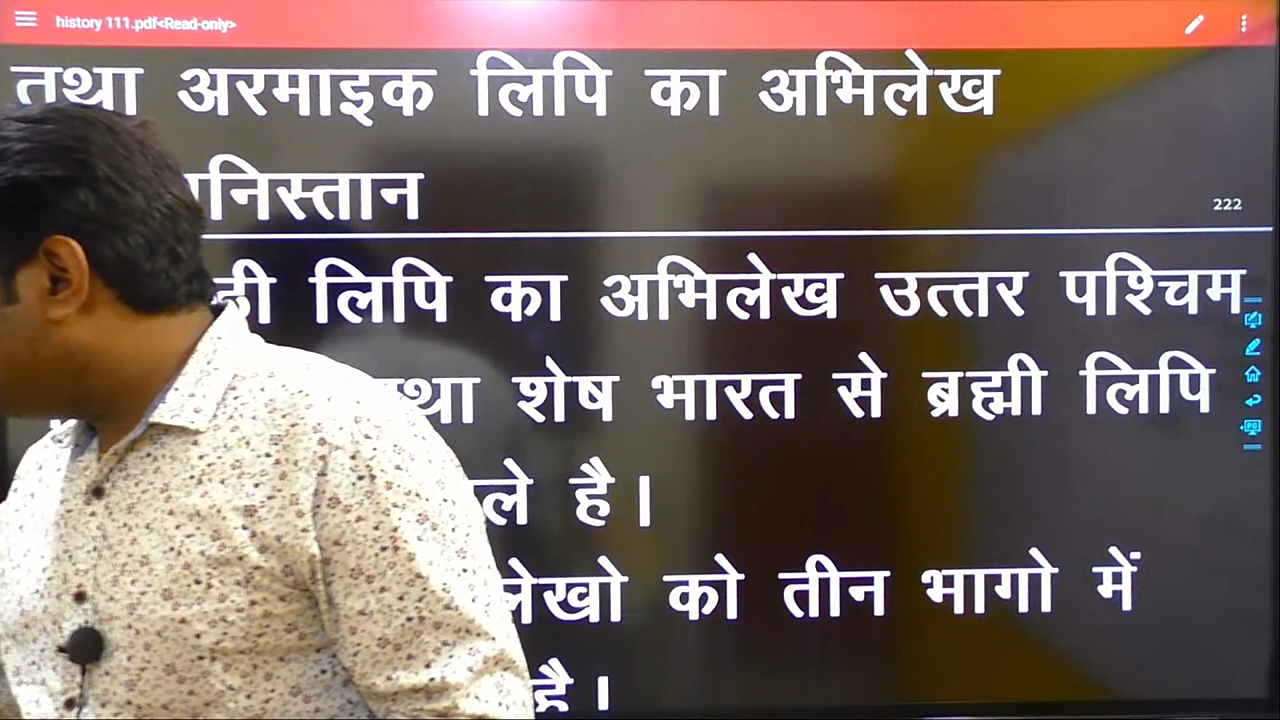 history 111.pdf<Read-only>
तथा अरमाइक लिपि का अभिलेख
222
लिपि का अभिलेख उत्तर पश्चिम
शेष भारत से ब्रह्मी लिपि
है।
को तीन भागो में
है।